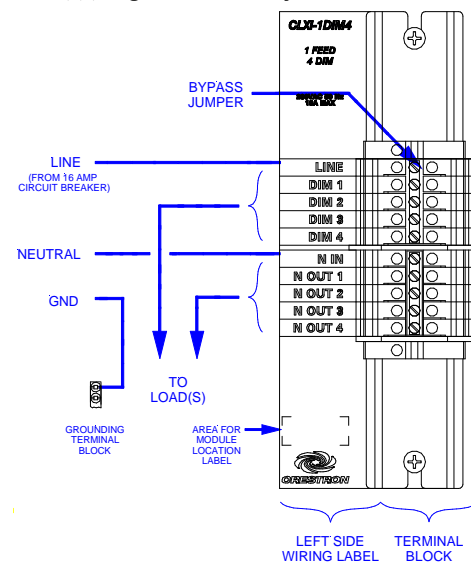 CLXI-1DIM4
1 FEED
4 DIM
16A MAX
BYPASS
JUMPER
LINE
(FROM 16 AMP
CIRCUIT BREAKER)
LINE
DIM 1
DIM 2
DIM 3
DIM 4
NEUTRAL
N IN
N OUT 1
N OUT 2
N OUT 3
N OUT 4
GND
TO
LOAD(S)
GROUNDING
TERMINAL
BLOCK
AREA FOR
MODULE
LOCATION
LABEL
CRESTRON
LEFT SIDE
WIRING LABEL
TERMINAL
BLOCK